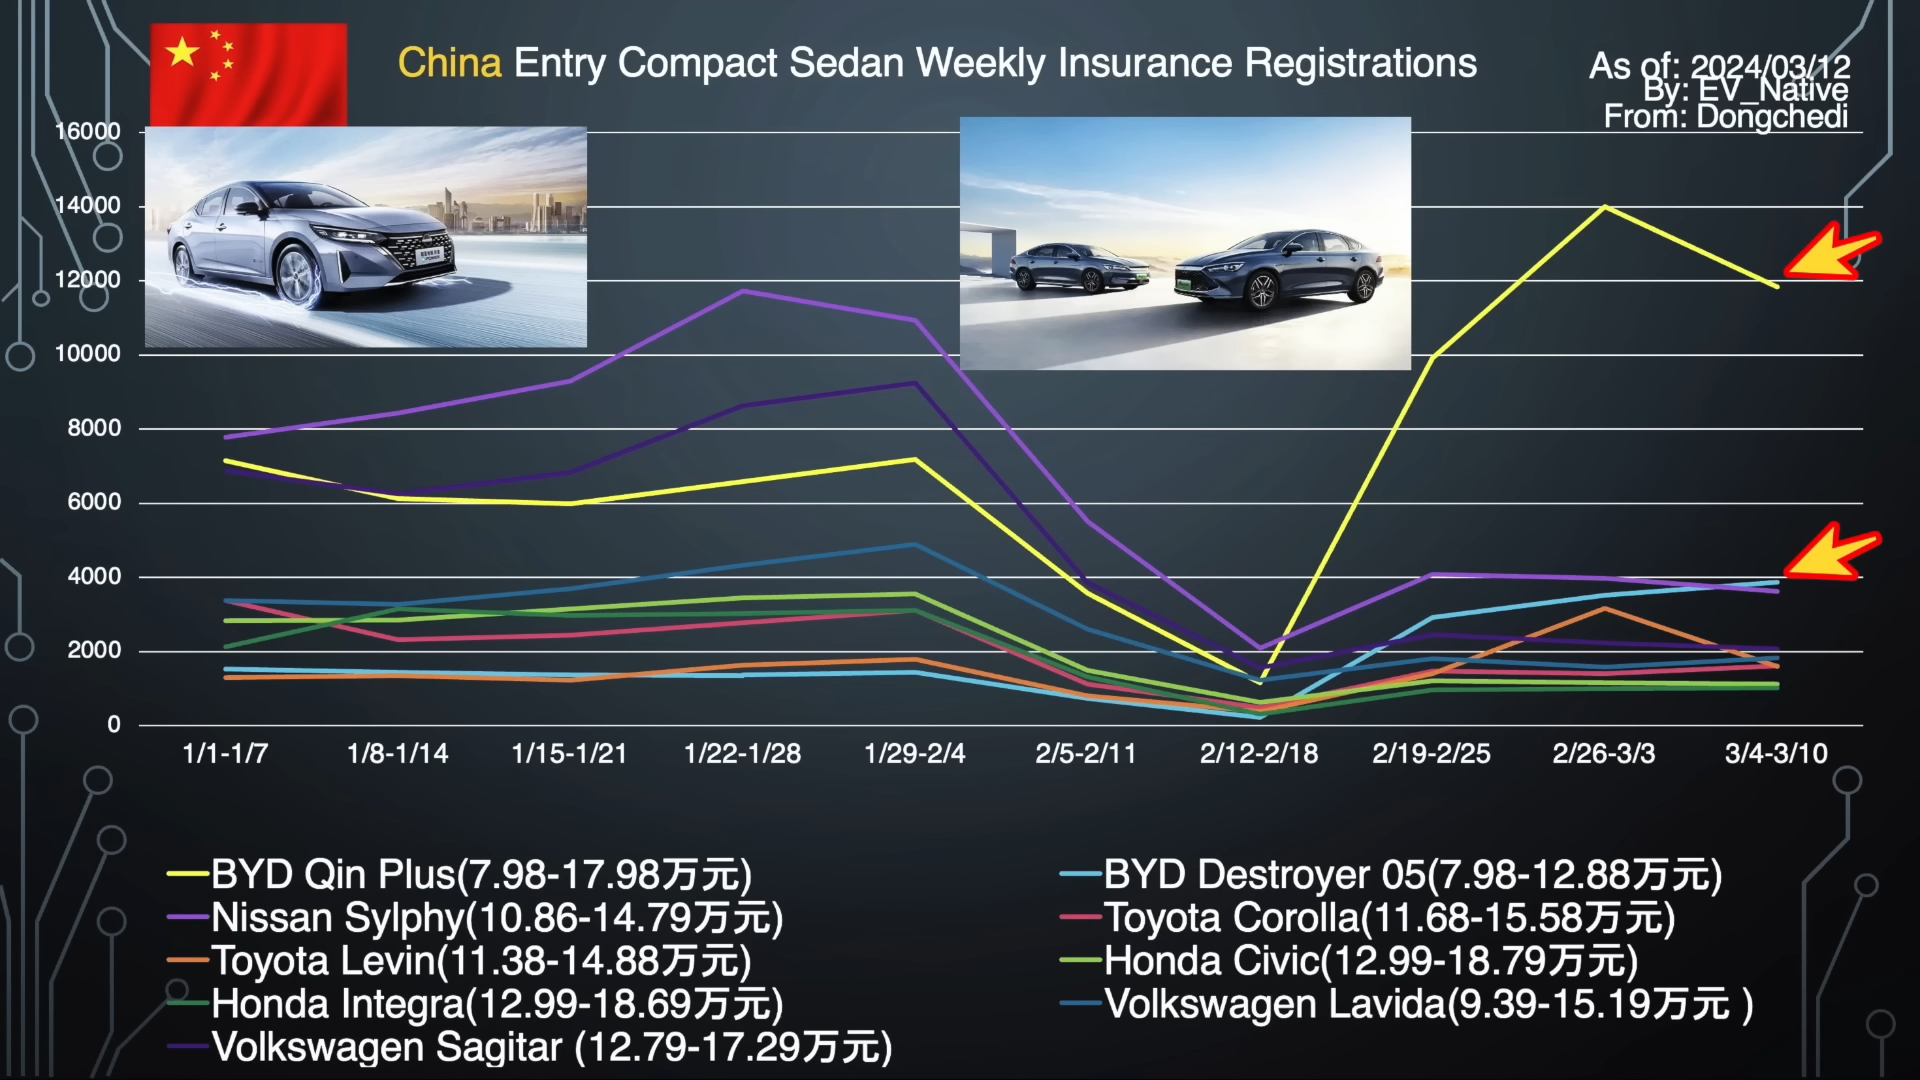 China Entry Compact Sedan Weekly Insurance Registrations
As of: 2024/03/12
By: EV_Native
From: Dongchedi
16000
14000
12000
10000
8000
6000
4000
2000
0
1/1-1/7 1/8-1/14 1/15-1/21 1/22-1/28 1/29-2/4 2/5-2/11 2/12-2/18 2/19-2/25 2/26-3/3 3/4-3/10
BYD Qin Plus(7.98-17.98万元) BYD Destroyer 05(7.98-12.88万元)
Nissan Sylphy(10.86-14.79万元) Toyota Corolla(11.68-15.58万元)
Toyota Levin(11.38-14.88万元) Honda Civic(12.99-18.79万元)
Honda Integra(12.99-18.69万元) Volkswagen Lavida(9.39-15.19万元 )
Volkswagen Sagitar (12.79-17.29万元)